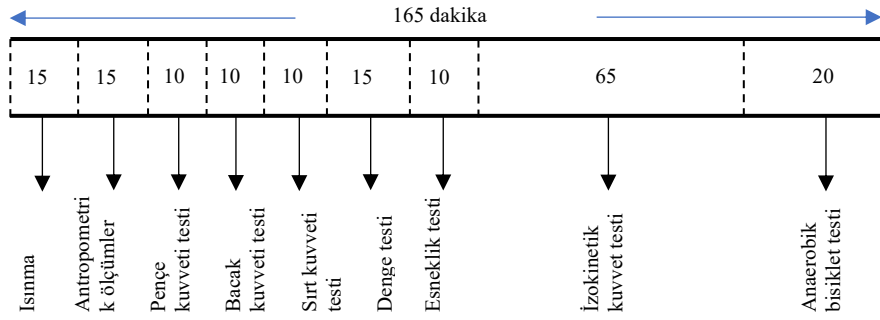 165 dakika
15
15
10
10
10
15
10
65
20
Isınma
Antropometri
k ölçümler
Pençe
kuvveti testi
Bacak
kuvveti testi
Sırt kuvveti
testi
Denge testi
Esneklik testi
İzokinetik
kuvvet testi
Anaerobik
bisiklet testi